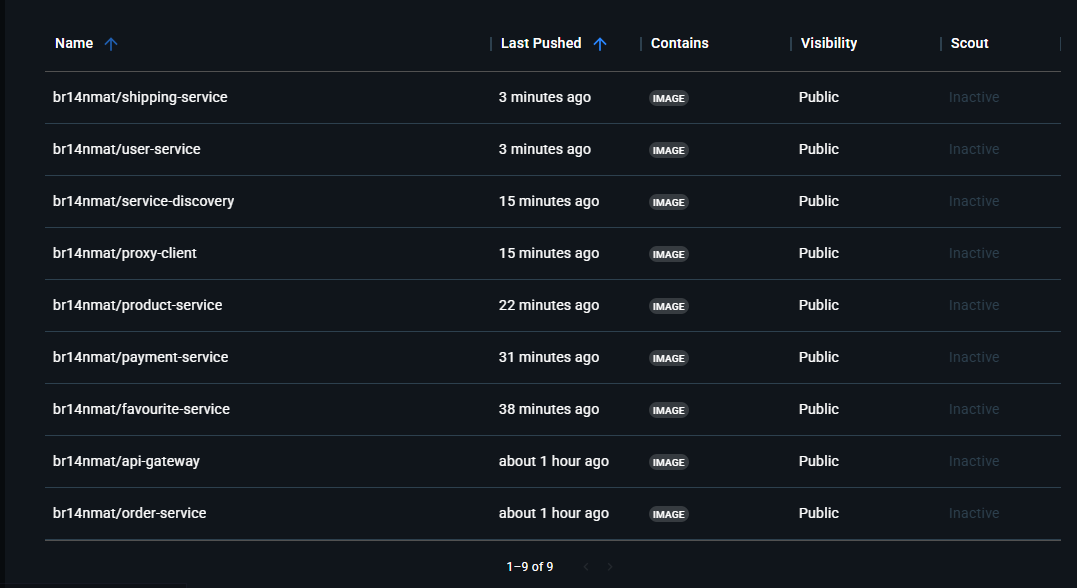 Name Last Pushed Contains Visibility Scout
br14nmat/shipping-service 3 minutes ago IMAGE Public Inactive
br14nmat/user-service 3 minutes ago IMAGE Public Inactive
br14nmat/service-discovery 15 minutes ago IMAGE Public Inactive
br14nmat/proxy-client 15 minutes ago IMAGE Public Inactive
br14nmat/product-service 22 minutes ago IMAGE Public Inactive
br14nmat/payment-service 31 minutes ago IMAGE Public Inactive
br14nmat/favourite-service 38 minutes ago IMAGE Public Inactive
br14nmat/api-gateway about 1 hour ago IMAGE Public Inactive
br14nmat/order-service about 1 hour ago IMAGE Public Inactive
1–9 of 9